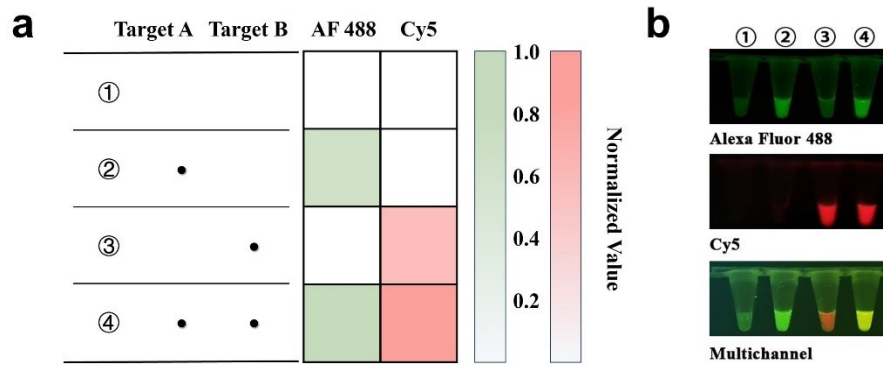 a
Target A Target B AF 488 Cy5
①
②
③
④
1.0
0.8
0.6
0.4
0.2
Normalized Value
b
① ② ③ ④
Alexa Fluor 488
Cy5
Multichannel